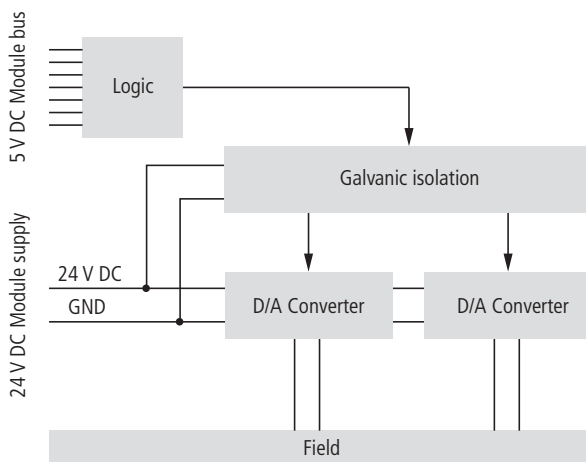 5 V DC Module bus
Logic
Galvanic isolation
24 V DC Module supply
24 V DC
GND
D/A Converter
D/A Converter
Field